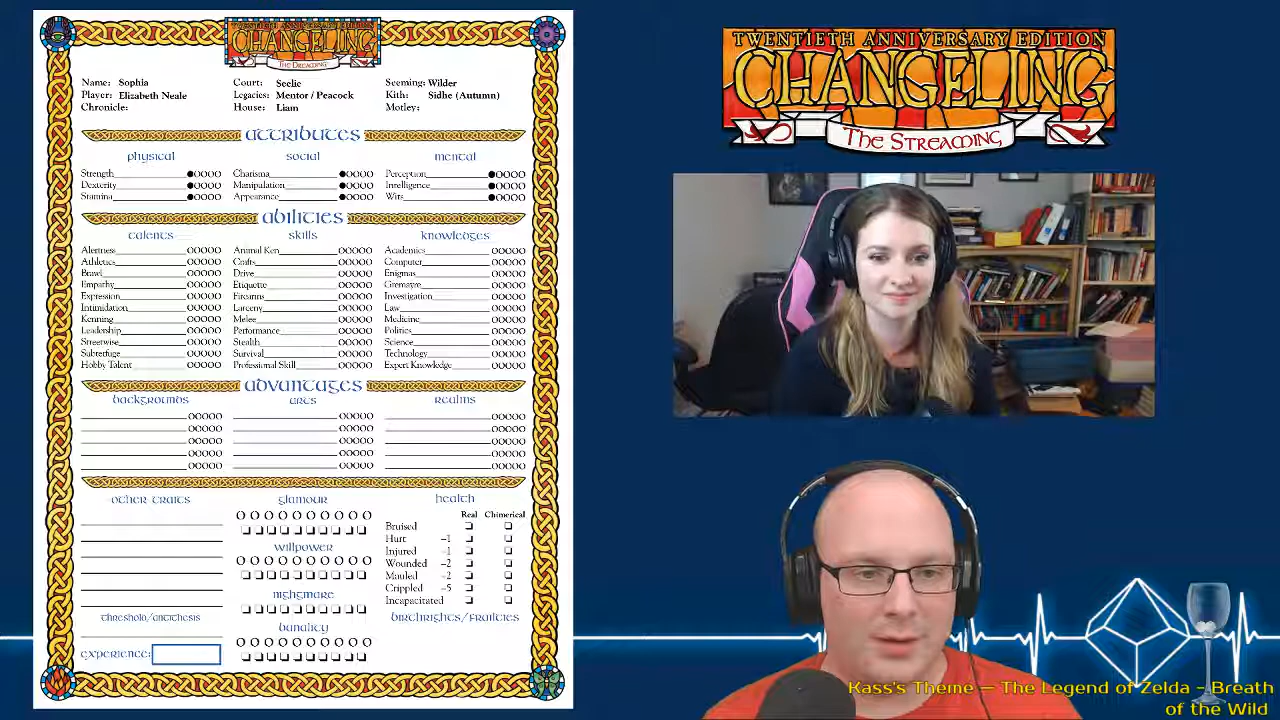 TWENTIETH ANNIVERSARY EDITION
CHANGELING
The Dreaming
Name: Sophia
Court: Seelie
Seeming: Wilder
Player: Elizabeth Neale
Legacies: Mentor / Peacock
Kith: Sidhe (Autumn)
Chronicle:
House: Liam
Motley:
attributes
physical
social
mental
Strength
Charisma
Perception
Dexterity
Manipulation
Intelligence
Stamina
Appearance
Wits
abilities
talents
skills
knowledges
Alertness
Animal Ken
Academics
Athletics
Crafts
Computer
Brawl
Drive
Enigmas
Empathy
Etiquette
Gremayre
Expression
Firearms
Investigation
Intimidation
Larceny
Law
Kenning
Melee
Medicine
Leadership
Performance
Politics
Streetwise
Stealth
Science
Subterfuge
Survival
Technology
Hobby Talent
Professional Skill
Expert Knowledge
advantages
backgrounds
arts
realms
other traits
glamour
health
Real Chimerical
Bruised
Hurt -1
Injured -1
willpower
Wounded -2
Mauled -2
Crippled -5
nightmare
Incapacitated
threshold/antithesis
birthrights/frailties
banality
experience:
TWENTIETH ANNIVERSARY EDITION
CHANGELING
The Streaming
Kass's Theme — The Legend of Zelda - Breath
of the Wild